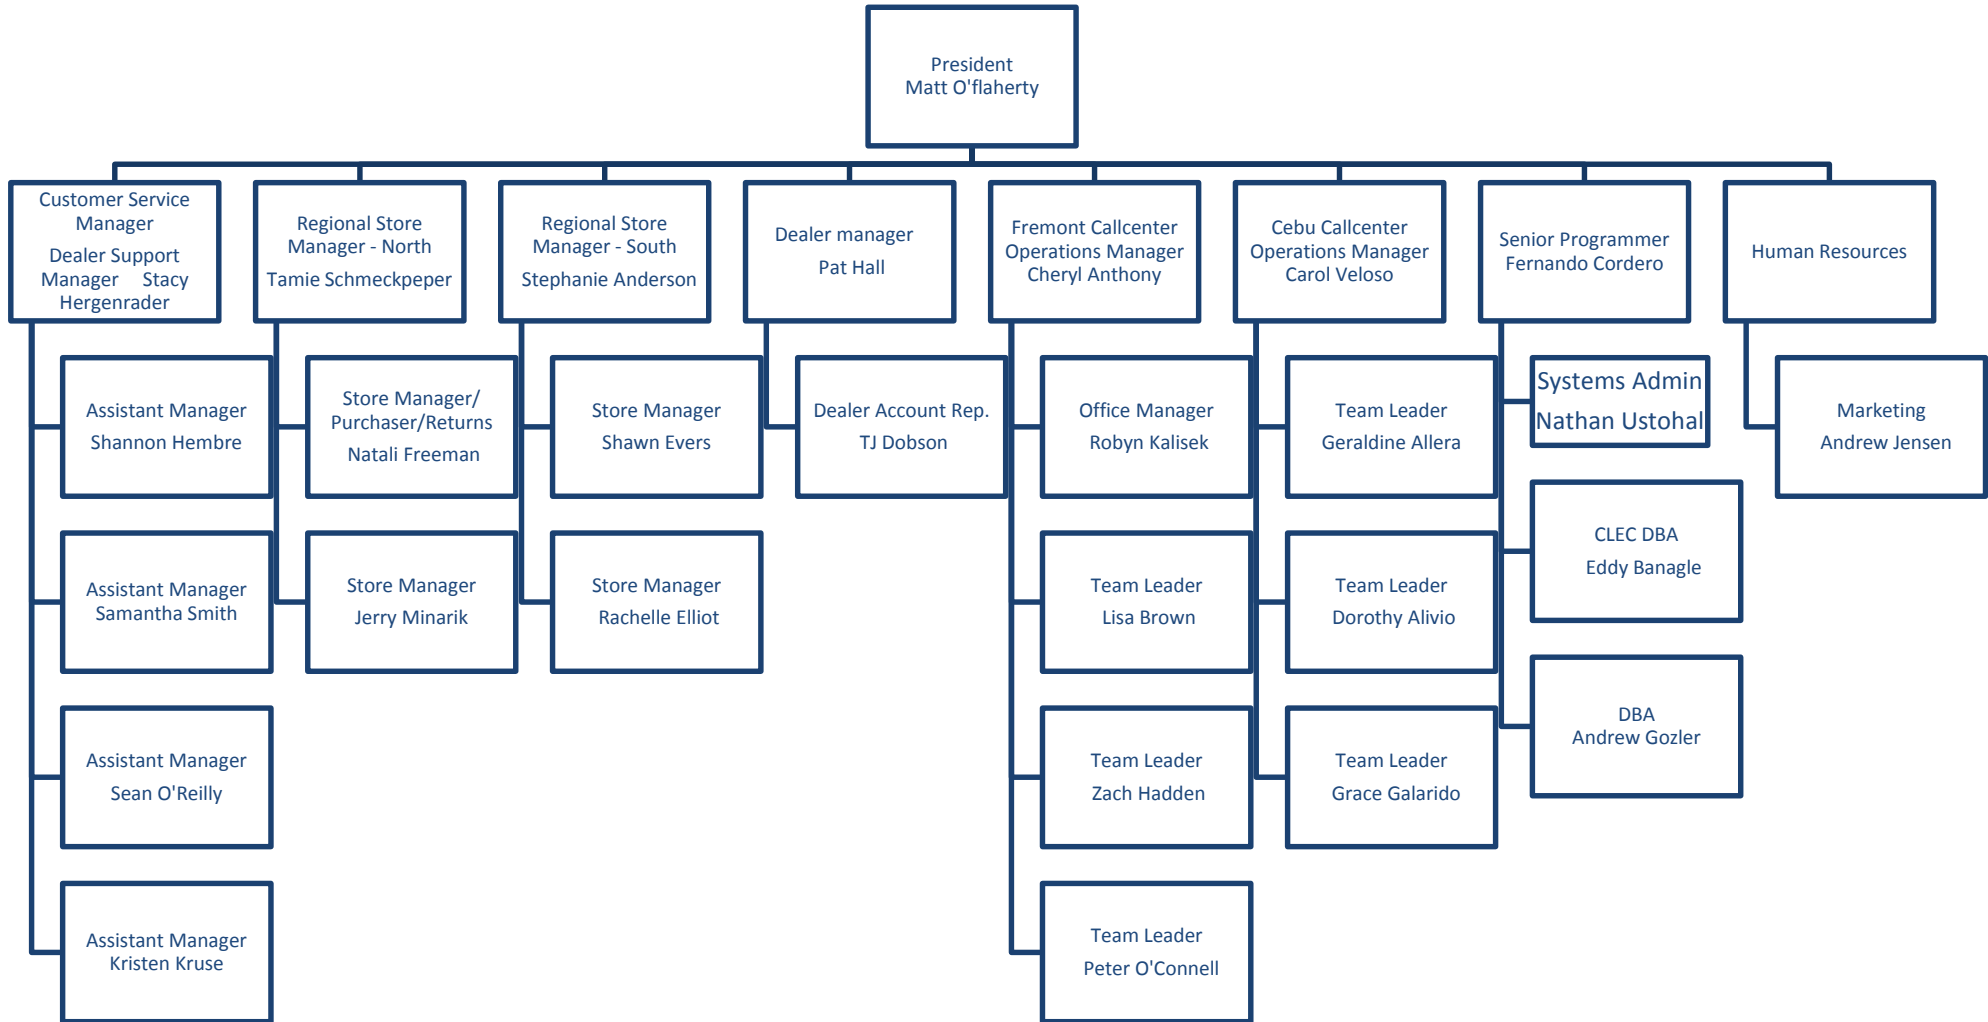 President
Matt O'flaherty
Customer Service
Manager
Dealer Support
Manager Stacy
Hergenrader
Regional Store
Manager - North
Tamie Schmeckpeper
Regional Store
Manager - South
Stephanie Anderson
Dealer manager
Pat Hall
Fremont Callcenter
Operations Manager
Cheryl Anthony
Cebu Callcenter
Operations Manager
Carol Veloso
Senior Programmer
Fernando Cordero
Human Resources
Assistant Manager
Shannon Hembre
Store Manager/
Purchaser/Returns
Natali Freeman
Store Manager
Shawn Evers
Dealer Account Rep.
TJ Dobson
Office Manager
Robyn Kalisek
Team Leader
Geraldine Allera
Systems Admin
Nathan Ustohal
Marketing
Andrew Jensen
Assistant Manager
Samantha Smith
Store Manager
Jerry Minarik
Store Manager
Rachelle Elliot
Team Leader
Lisa Brown
Team Leader
Dorothy Alivio
CLEC DBA
Eddy Banagle
Assistant Manager
Sean O'Reilly
Team Leader
Zach Hadden
Team Leader
Grace Galarido
DBA
Andrew Gozler
Assistant Manager
Kristen Kruse
Team Leader
Peter O'Connell